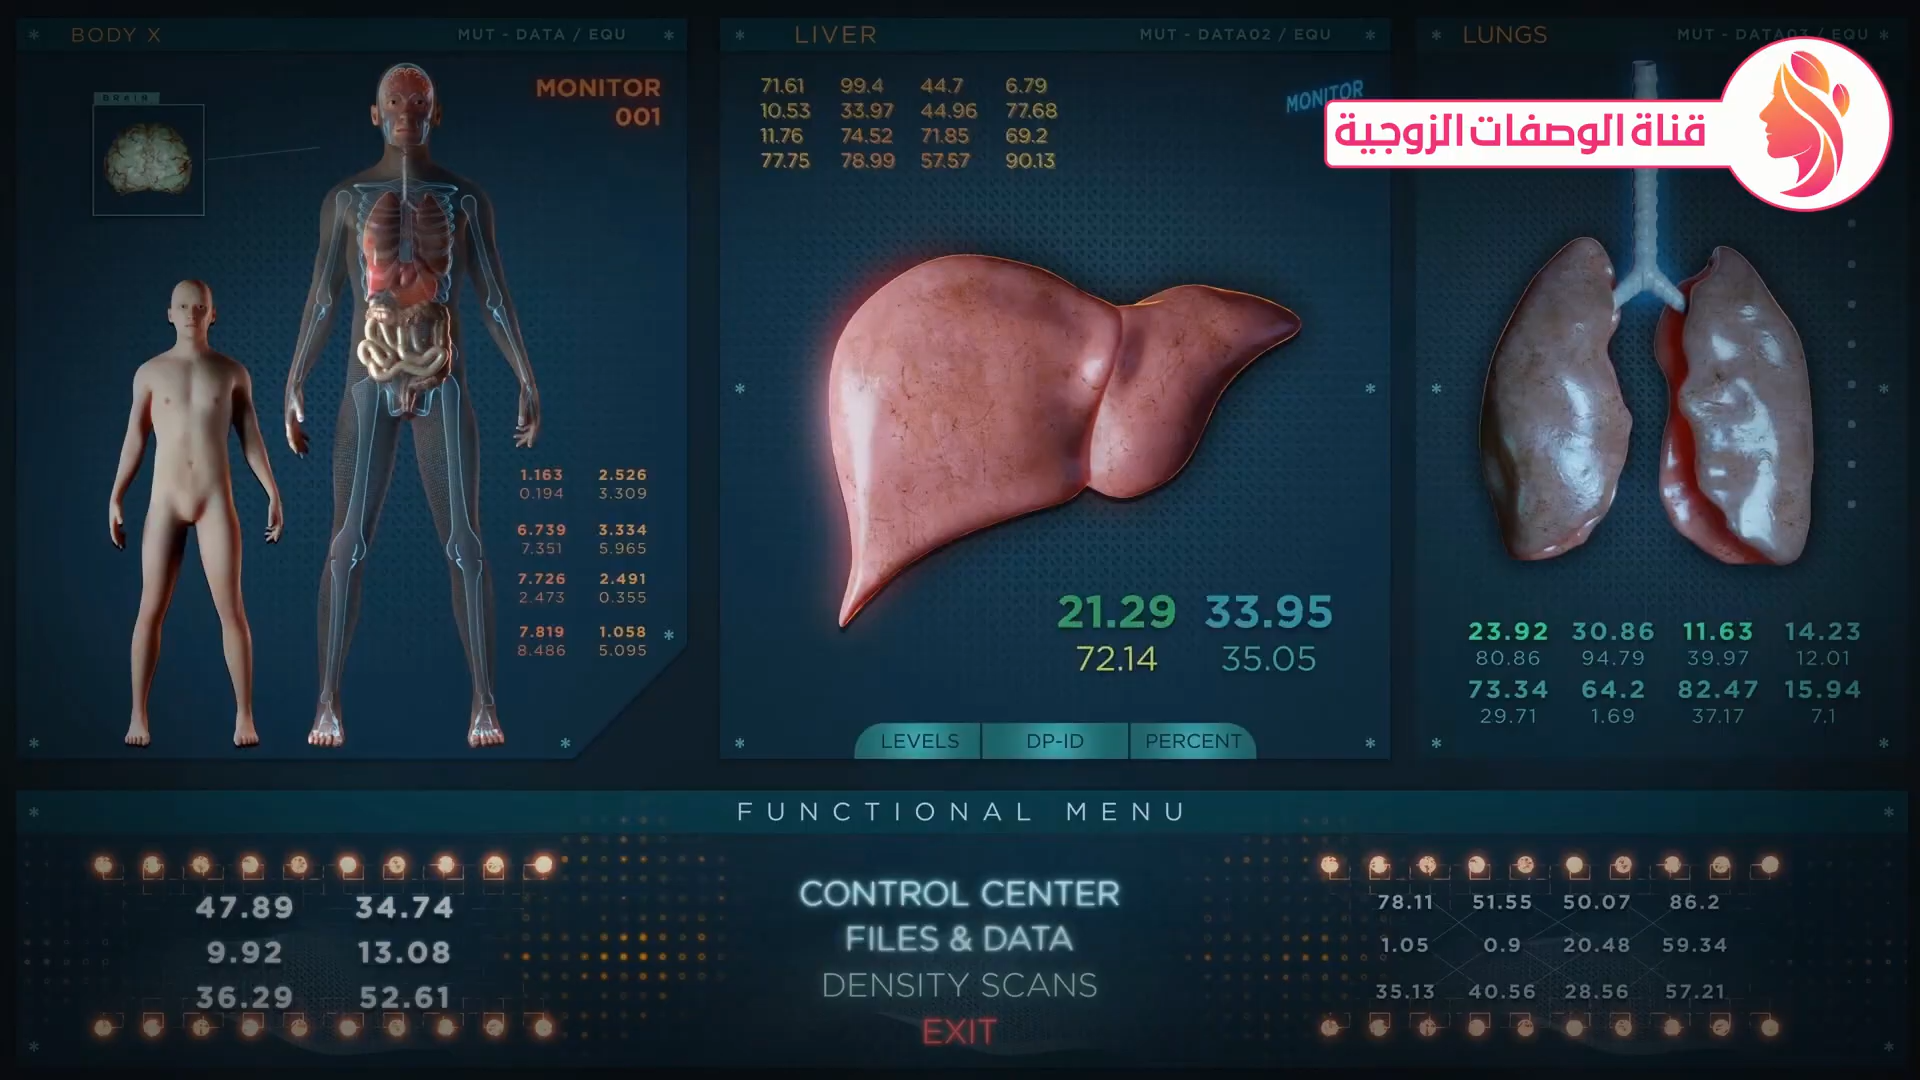 BODY X
MUT - DATA / EQU
BRAIN
MONITOR
001
1.163 2.526
0.194 3.309
6.739 3.334
7.351 5.965
7.726 2.491
2.473 0.355
7.819 1.058
8.486 5.095
LIVER
MUT - DATA02 / EQU
71.61 99.4 44.7 6.79
10.53 33.97 44.96 77.68
11.76 74.52 71.85 69.2
77.75 78.99 57.57 90.13
MONITOR
21.29 33.95
72.14 35.05
LEVELS DP-ID PERCENT
LUNGS
MUT - DATA03 / EQU
قناة الوصفات الزوجية
23.92 30.86 11.63 14.23
80.86 94.79 39.97 12.01
73.34 64.2 82.47 15.94
29.71 1.69 37.17 7.1
FUNCTIONAL MENU
47.89 34.74
9.92 13.08
36.29 52.61
CONTROL CENTER
FILES & DATA
DENSITY SCANS
EXIT
78.11 51.55 50.07 86.2
1.05 0.9 20.48 59.34
35.13 40.56 28.56 57.21